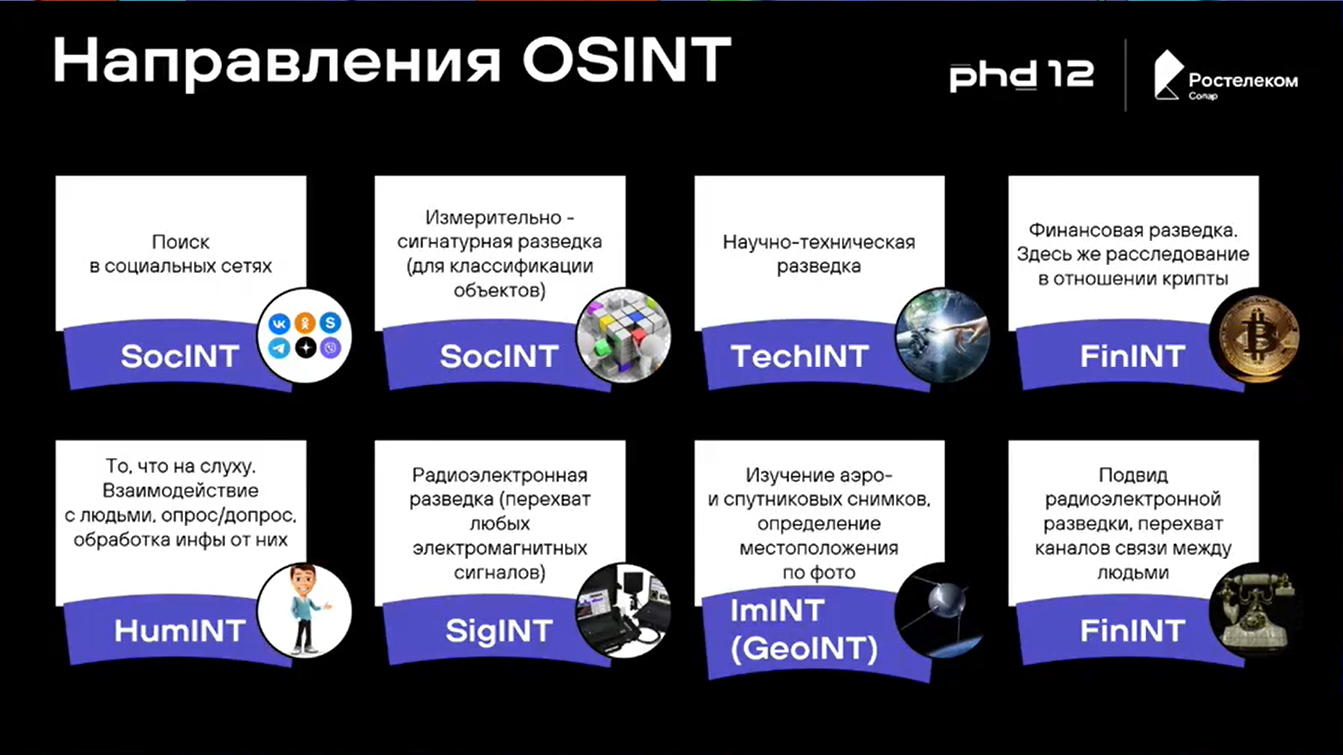 Направления OSINT
phd 12
Ростелеком
Солар
Поиск
в социальных сетях
SocINT
Измерительно -
сигнатурная разведка
(для классификации
объектов)
SocINT
Научно-техническая
разведка
TechINT
Финансовая разведка.
Здесь же расследование
в отношении крипты
FinINT
То, что на слуху.
Взаимодействие
с людьми, опрос/допрос,
обработка инфы от них
HumINT
Радиоэлектронная
разведка (перехват
любых
электромагнитных
сигналов)
SigINT
Изучение аэро-
и спутниковых снимков,
определение
местоположения
по фото
ImINT
(GeoINT)
Подвид
радиоэлектронной
разведки, перехват
каналов связи между
людьми
FinINT